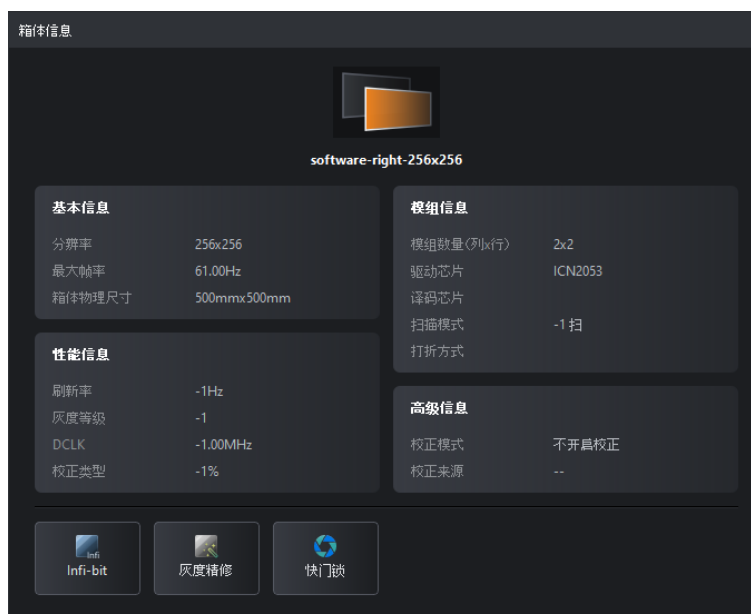 箱体信息
software-right-256x256
基本信息
分辨率 256x256
最大帧率 61.00Hz
箱体物理尺寸 500mmx500mm
性能信息
刷新率 -1Hz
灰度等级 -1
DCLK -1.00MHz
校正类型 -1%
模组信息
模组数量(列x行) 2x2
驱动芯片 ICN2053
译码芯片
扫描模式 -1扫
打折方式
高级信息
校正模式 不开启校正
校正来源 --
Infi
Infi-bit
灰度精修
快门锁